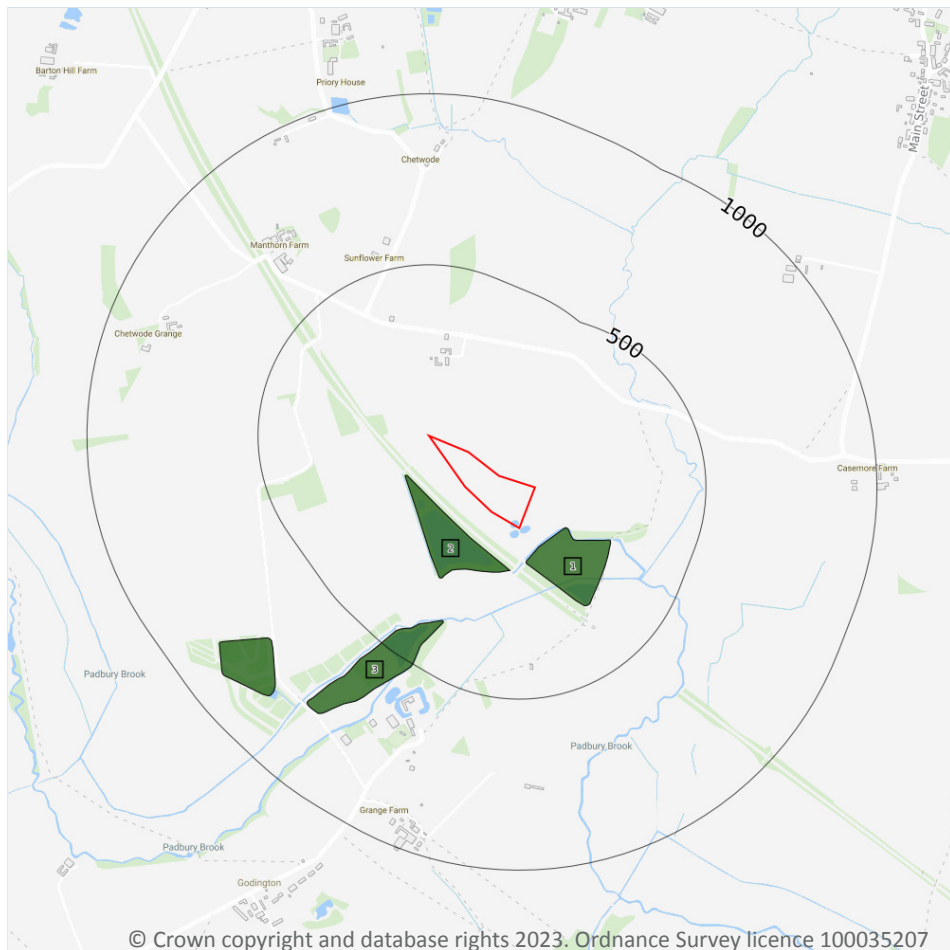 Barton Hill Farm
Priory House
Main Street
Chetwode
1000
Manthorn Farm
Sunflower Farm
Chetwode Grange
500
Casemore Farm
2
1
3
Padbury Brook
Padbury Brook
Grange Farm
Padbury Brook
Godington
© Crown copyright and database rights 2023. Ordnance Survey licence 100035207